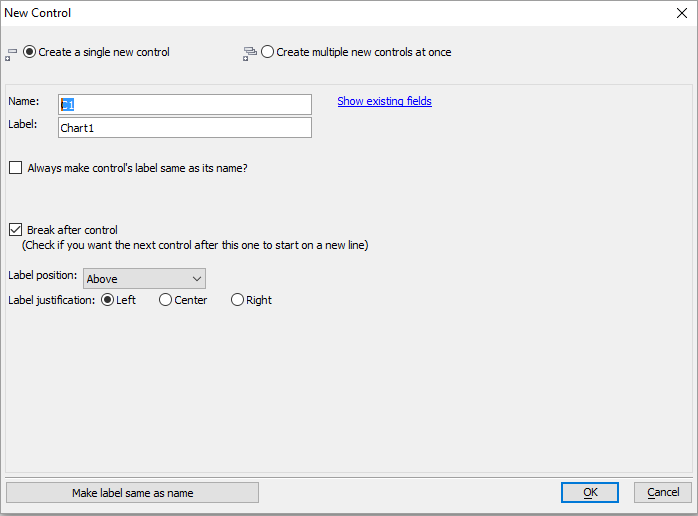 New Control
Create a single new control
Create multiple new controls at once
Name: C1 Show existing fields
Label: Chart1
Always make control's label same as its name?
Break after control
(Check if you want the next control after this one to start on a new line)
Label position: Above
Label justification: Left Center Right
Make label same as name OK Cancel